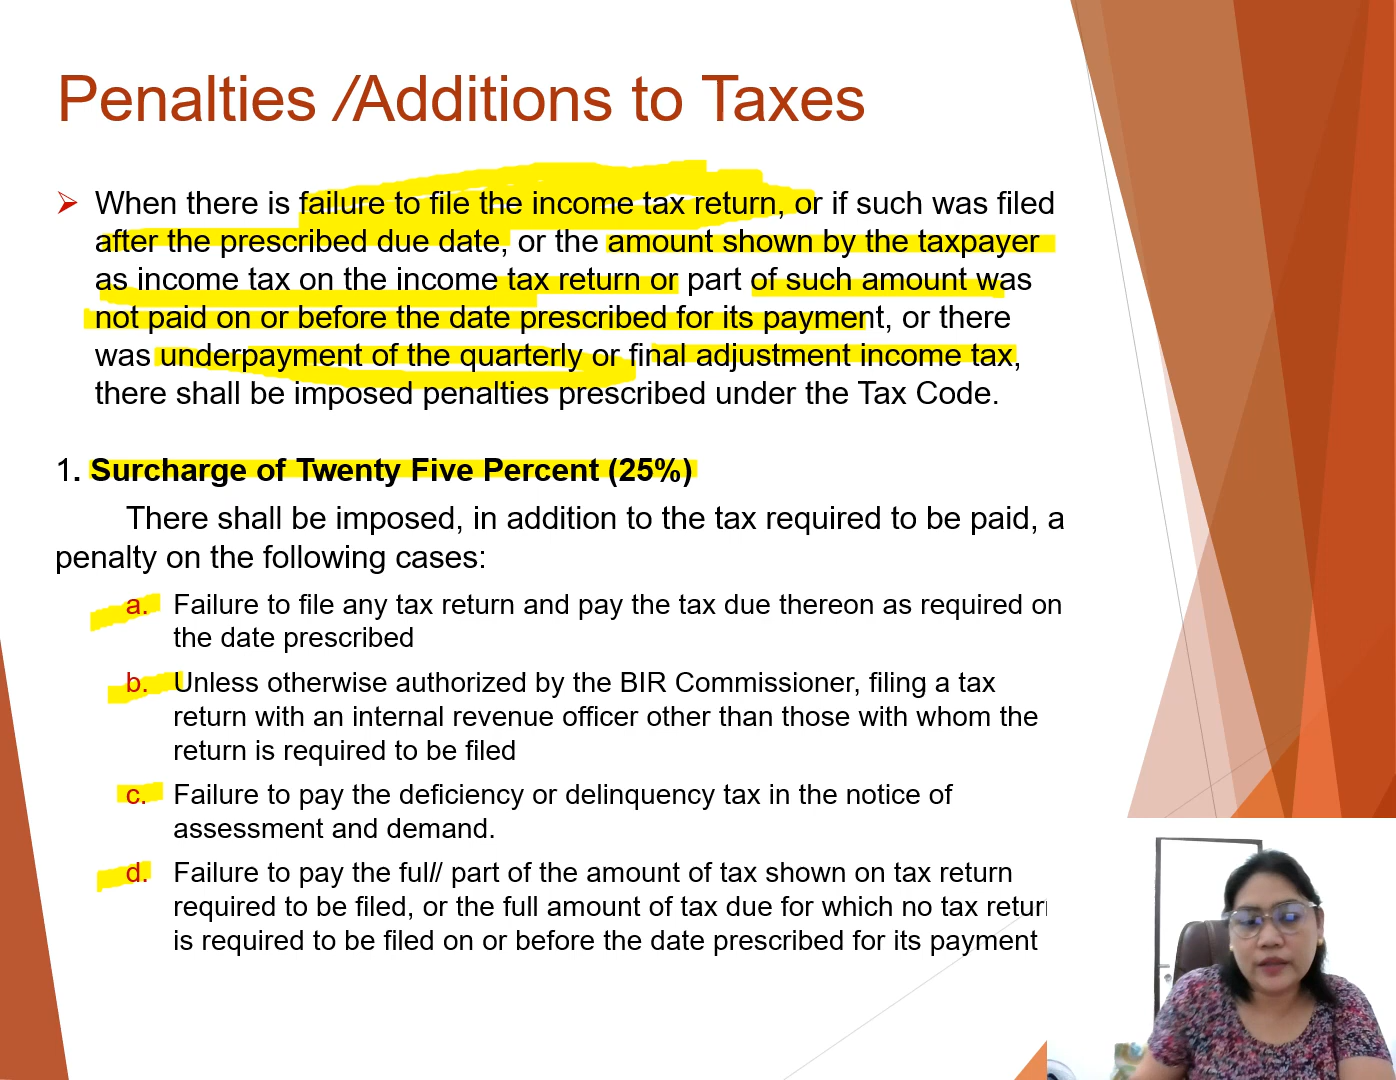 Penalties /Additions to Taxes
When there is failure to file the income tax return, or if such was filed
after the prescribed due date, or the amount shown by the taxpayer
as income tax on the income tax return or part of such amount was
not paid on or before the date prescribed for its payment, or there
was underpayment of the quarterly or final adjustment income tax,
there shall be imposed penalties prescribed under the Tax Code.
1. Surcharge of Twenty Five Percent (25%)
There shall be imposed, in addition to the tax required to be paid, a
penalty on the following cases:
a. Failure to file any tax return and pay the tax due thereon as required on
the date prescribed
b. Unless otherwise authorized by the BIR Commissioner, filing a tax
return with an internal revenue officer other than those with whom the
return is required to be filed
c. Failure to pay the deficiency or delinquency tax in the notice of
assessment and demand.
d. Failure to pay the full/ part of the amount of tax shown on tax return
required to be filed, or the full amount of tax due for which no tax return
is required to be filed on or before the date prescribed for its payment